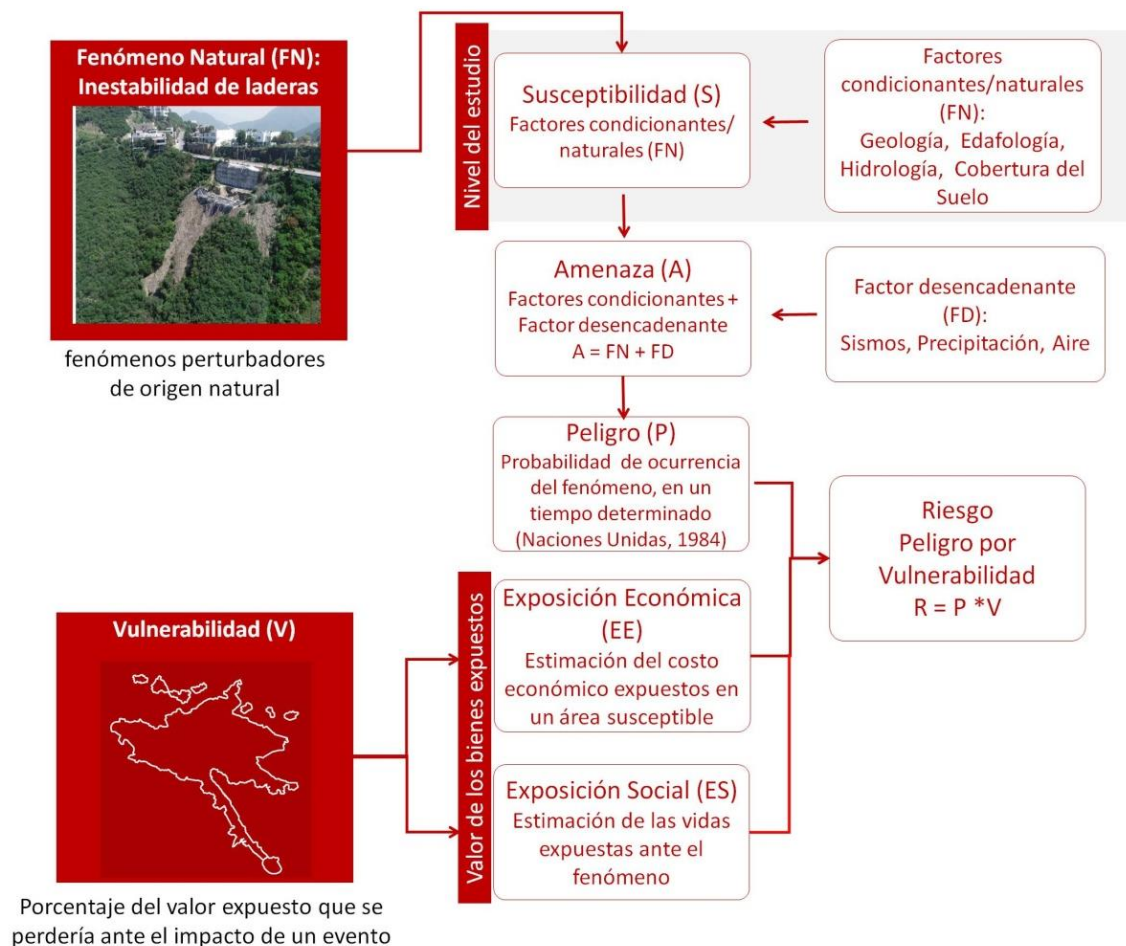 Fenómeno Natural (FN):
Inestabilidad de laderas
fenómenos perturbadores
de origen natural
Nivel del estudio
Susceptibilidad (S)
Factores condicionantes/
naturales (FN)
Factores
condicionantes/naturales
(FN):
Geología, Edafología,
Hidrología, Cobertura del
Suelo
Amenaza (A)
Factores condicionantes +
Factor desencadenante
A = FN + FD
Factor desencadenante
(FD):
Sismos, Precipitación, Aire
Peligro (P)
Probabilidad de ocurrencia
del fenómeno, en un
tiempo determinado
(Naciones Unidas, 1984)
Riesgo
Peligro por
Vulnerabilidad
R = P *V
Vulnerabilidad (V)
Porcentaje del valor expuesto que se
perdería ante el impacto de un evento
Valor de los bienes expuestos
Exposición Económica
(EE)
Estimación del costo
económico expuestos en
un área susceptible
Exposición Social (ES)
Estimación de las vidas
expuestas ante el
fenómeno